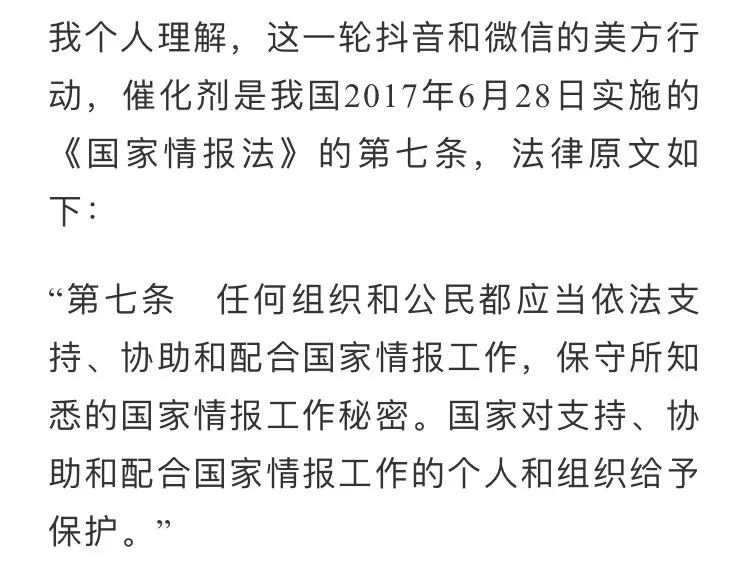 我个人理解，这一轮抖音和微信的美方行
动，催化剂是我国2017年6月28日实施的
《国家情报法》的第七条，法律原文如
下：
“第七条　任何组织和公民都应当依法支
持、协助和配合国家情报工作，保守所知
悉的国家情报工作秘密。国家对支持、协
助和配合国家情报工作的个人和组织给予
保护。”